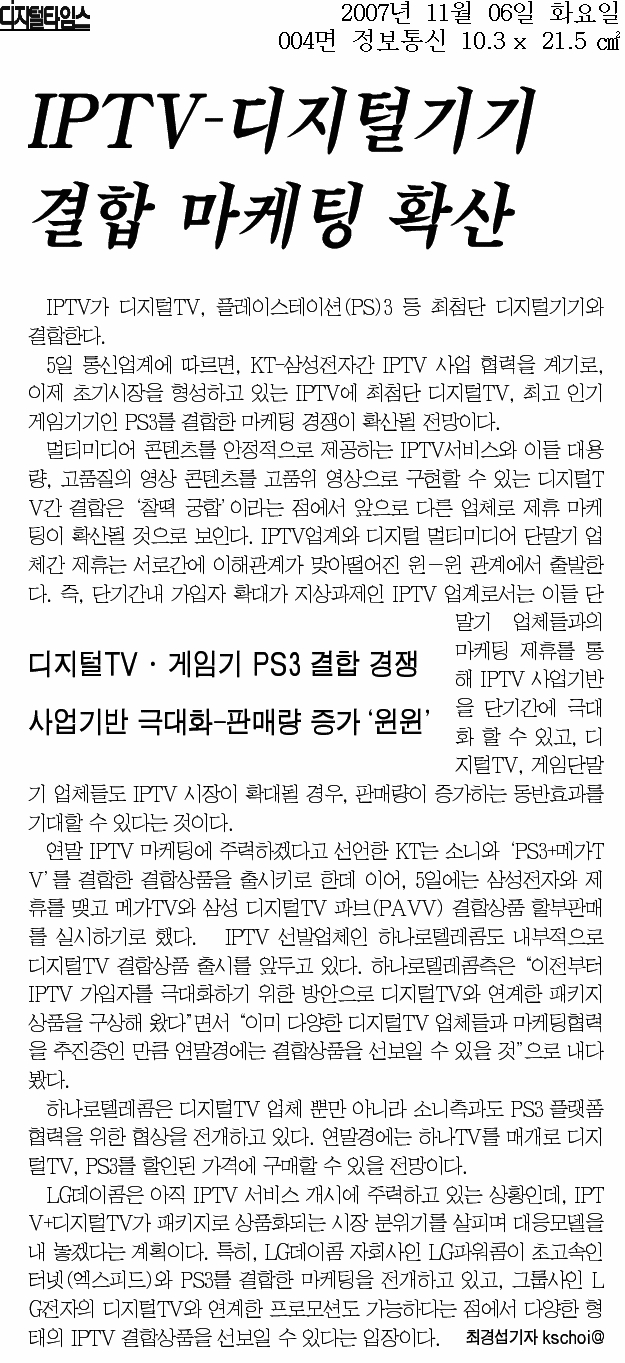 디지털타임스
2007년 11월 06일 화요일
004면 정보통신 10.3 x 21.5 ㎠
IPTV-디지털기기
결합 마케팅 확산
IPTV가 디지털TV, 플레이스테이션(PS)3 등 최첨단 디지털기기와
결합한다.
5일 통신업계에 따르면, KT-삼성전자간 IPTV 사업 협력을 계기로,
이제 초기시장을 형성하고 있는 IPTV에 최첨단 디지털TV, 최고 인기
게임기기인 PS3를 결합한 마케팅 경쟁이 확산될 전망이다.
멀티미디어 콘텐츠를 안정적으로 제공하는 IPTV서비스와 이들 대용
량, 고품질의 영상 콘텐츠를 고품위 영상으로 구현할 수 있는 디지털T
V간 결합은 ‘찰떡 궁합’이라는 점에서 앞으로 다른 업체로 제휴 마케
팅이 확산될 것으로 보인다. IPTV업계와 디지털 멀티미디어 단말기 업
체간 제휴는 서로간에 이해관계가 맞아떨어진 윈-윈 관계에서 출발한
다. 즉, 단기간내 가입자 확대가 지상과제인 IPTV 업계로서는 이들 단
말기 업체들과의
마케팅 제휴를 통
해 IPTV 사업기반
을 단기간에 극대
화 할 수 있고, 디
지털TV, 게임단말
디지털TV · 게임기 PS3 결합 경쟁
사업기반 극대화-판매량 증가 ‘윈윈’
기 업체들도 IPTV 시장이 확대될 경우, 판매량이 증가하는 동반효과를
기대할 수 있다는 것이다.
연말 IPTV 마케팅에 주력하겠다고 선언한 KT는 소니와 ‘PS3+메가T
V’를 결합한 결합상품을 출시키로 한데 이어, 5일에는 삼성전자와 제
휴를 맺고 메가TV와 삼성 디지털TV 파브(PAVV) 결합상품 할부판매
를 실시하기로 했다. IPTV 선발업체인 하나로텔레콤도 내부적으로
디지털TV 결합상품 출시를 앞두고 있다. 하나로텔레콤측은 “이전부터
IPTV 가입자를 극대화하기 위한 방안으로 디지털TV와 연계한 패키지
상품을 구상해 왔다”면서 “이미 다양한 디지털TV 업체들과 마케팅협력
을 추진중인 만큼 연말경에는 결합상품을 선보일 수 있을 것”으로 내다
봤다.
하나로텔레콤은 디지털TV 업체 뿐만 아니라 소니측과도 PS3 플랫폼
협력을 위한 협상을 전개하고 있다. 연말경에는 하나TV를 매개로 디지
털TV, PS3를 할인된 가격에 구매할 수 있을 전망이다.
LG데이콤은 아직 IPTV 서비스 개시에 주력하고 있는 상황인데, IPT
V+디지털TV가 패키지로 상품화되는 시장 분위기를 살피며 대응모델을
내 놓겠다는 계획이다. 특히, LG데이콤 자회사인 LG파워콤이 초고속인
터넷(엑스피드)와 PS3를 결합한 마케팅을 전개하고 있고, 그룹사인 L
G전자의 디지털TV와 연계한 프로모션도 가능하다는 점에서 다양한 형
태의 IPTV 결합상품을 선보일 수 있다는 입장이다. 최경섭기자 kschoi@